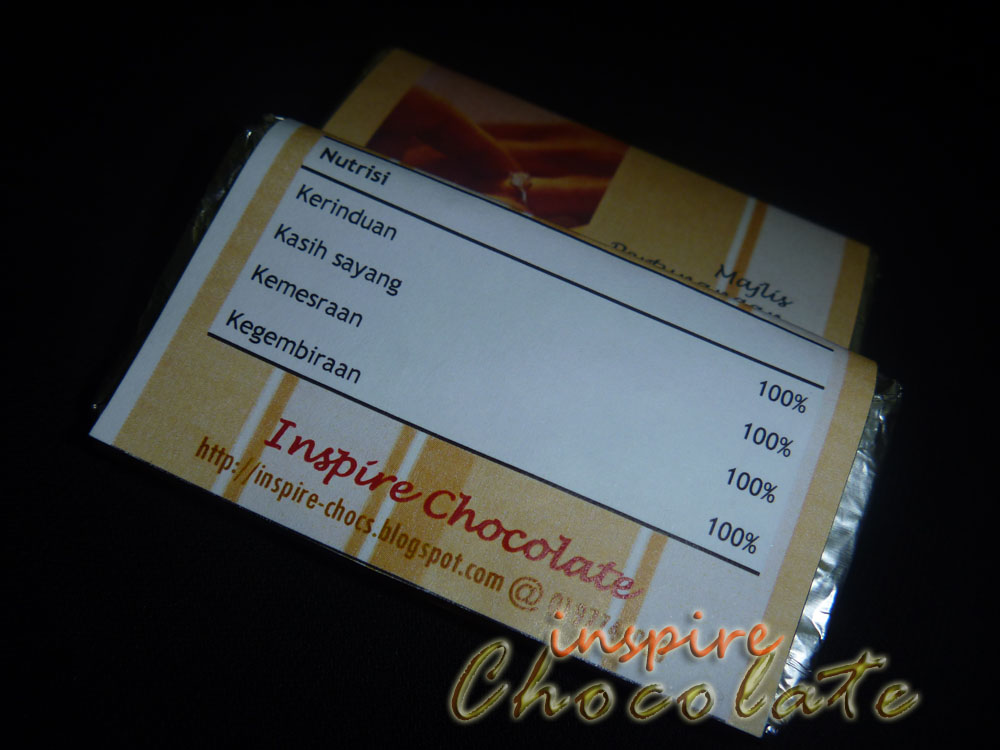 Majlis
Nutrisi
Kerinduan 100%
Kasih sayang 100%
Kemesraan 100%
Kegembiraan 100%
Inspire Chocolate
http://inspire-chocs.blogspot.com @
inspire
Chocolate